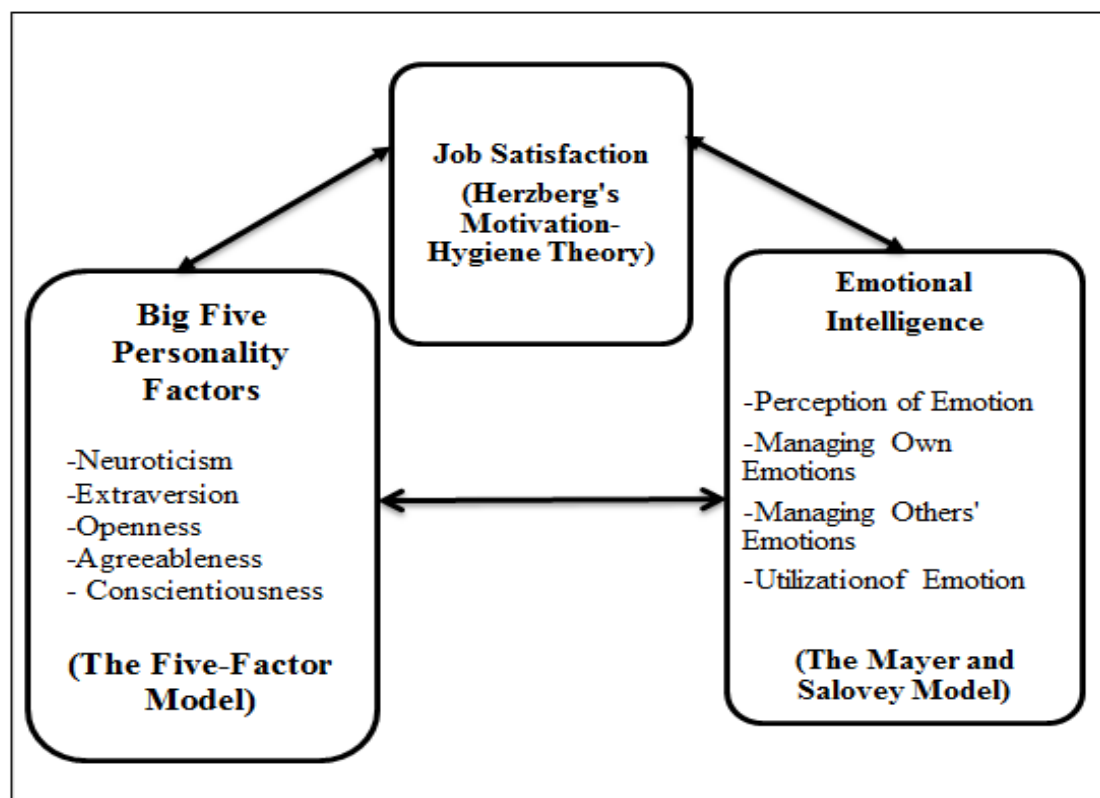 Job Satisfaction
(Herzberg's
Motivation-
Hygiene Theory)
Big Five
Personality
Factors
-Neuroticism
-Extraversion
-Openness
-Agreeableness
- Conscientiousness
(The Five-Factor
Model)
Emotional
Intelligence
-Perception of Emotion
-Managing Own
Emotions
-Managing Others'
Emotions
-Utilizationof Emotion
(The Mayer and
Salovey Model)